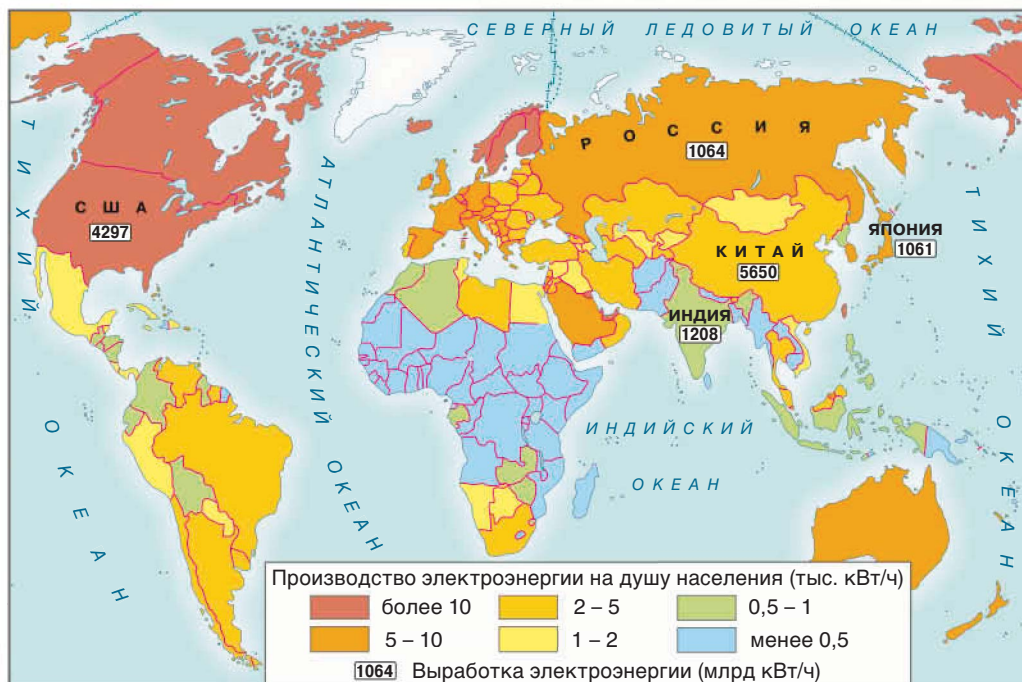 СЕВЕРНЫЙ ЛЕДОВИТЫЙ ОКЕАН
ТИХИЙ
ОКЕАН
АТЛАНТИЧЕСКИЙ ОКЕАН
США
4297
РОССИЯ
1064
ЯПОНИЯ
1061
КИТАЙ
5650
ИНДИЯ
1208
ИНДИЙСКИЙ
ОКЕАН
ТИХИЙ
ОКЕАН
Производство электроэнергии на душу населения (тыс. кВт/ч)
более 10 2 – 5 0,5 – 1
5 – 10 1 – 2 менее 0,5
1064 Выработка электроэнергии (млрд кВт/ч)